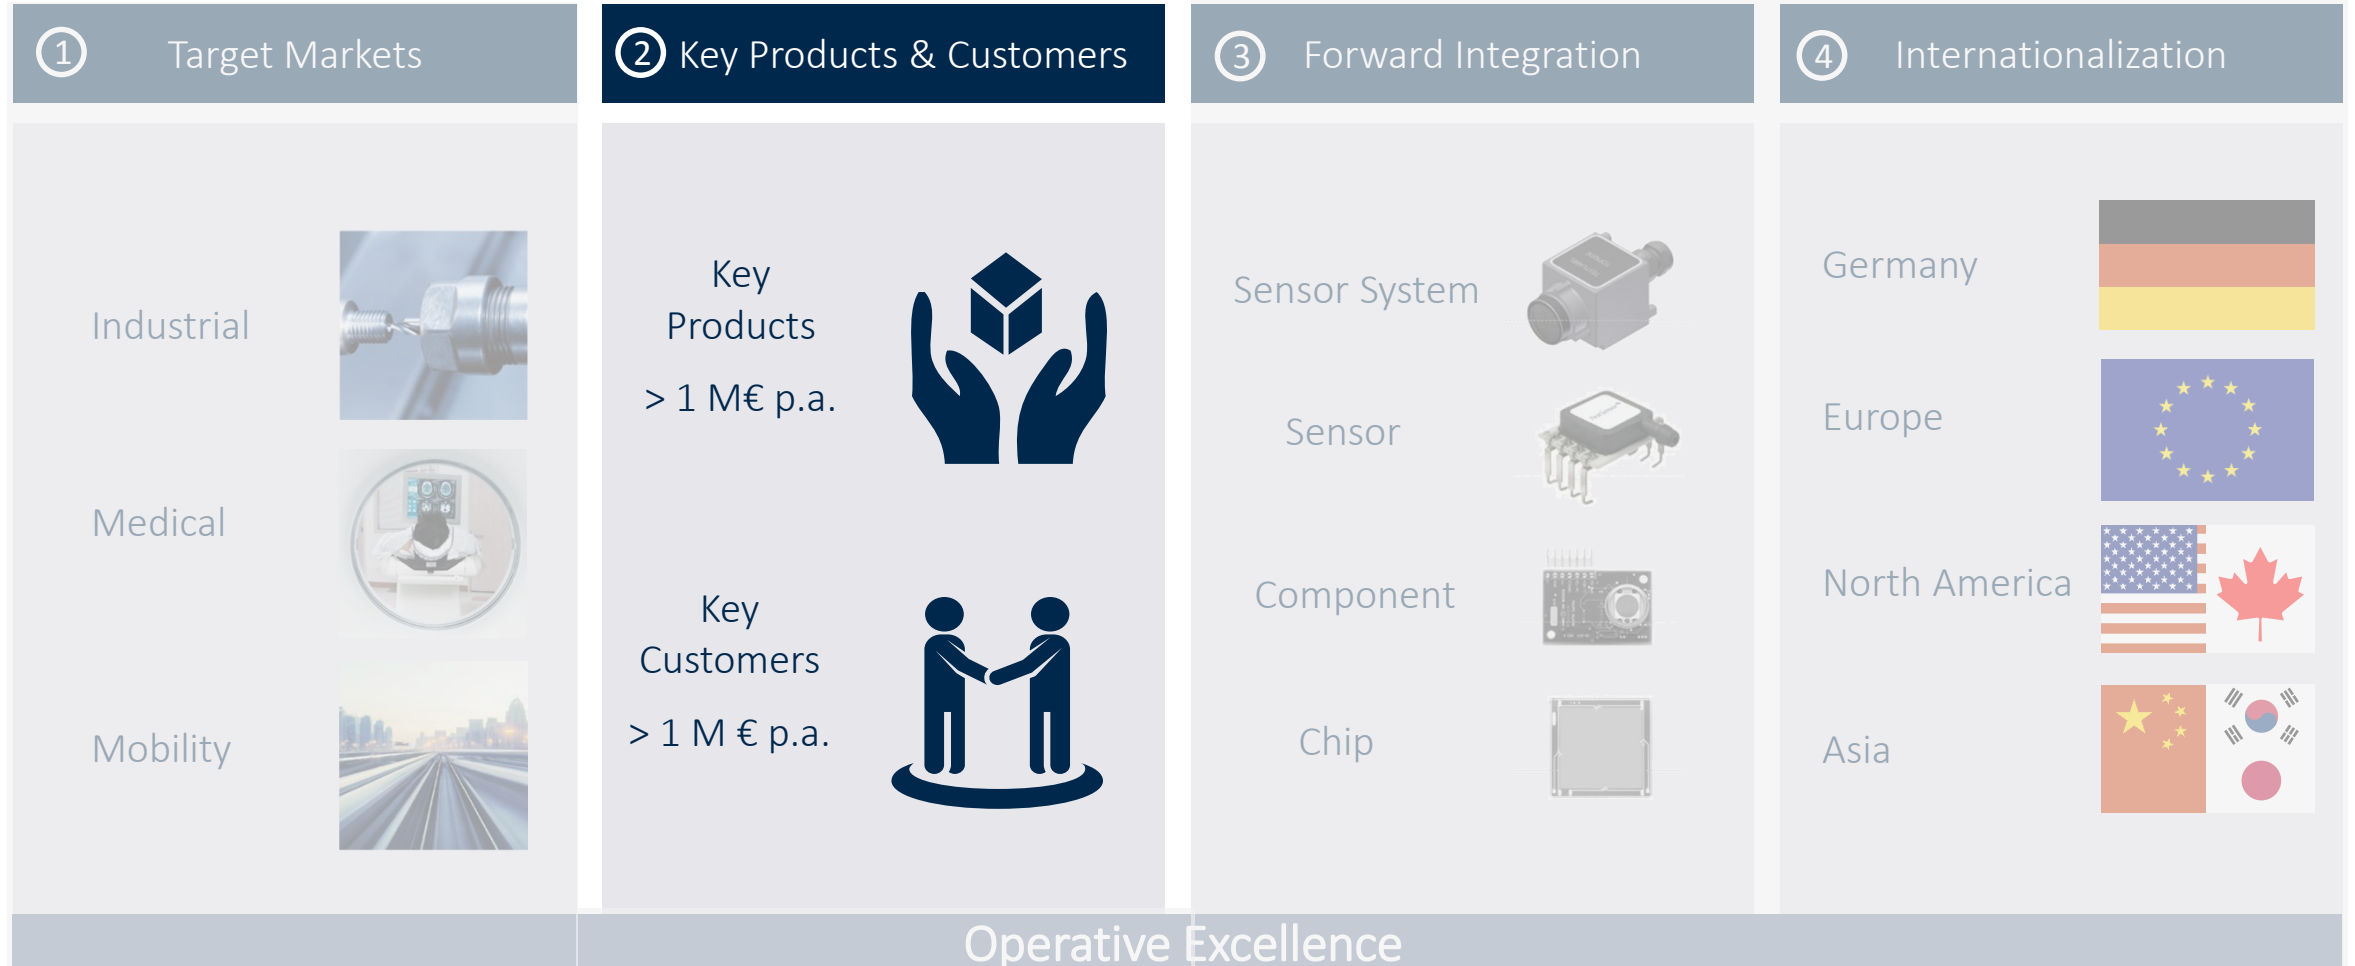 1 Target Markets
Industrial
Medical
Mobility
2 Key Products & Customers
Key
Products
> 1 M€ p.a.
Key
Customers
> 1 M € p.a.
3 Forward Integration
Sensor System
Sensor
Component
Chip
4 Internationalization
Germany
Europe
North America
Asia
Operative Excellence